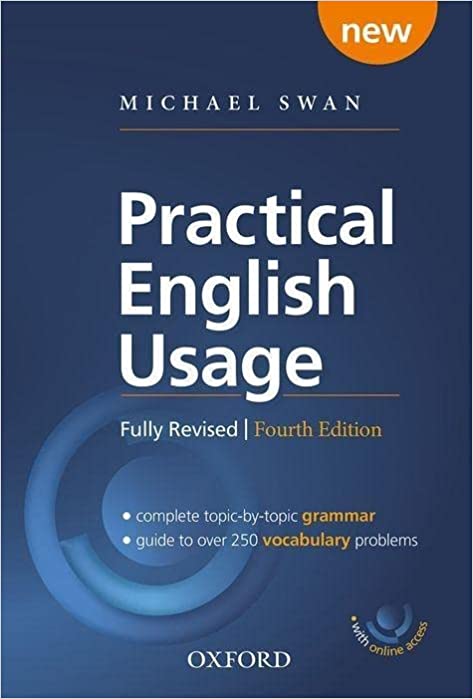 new
MICHAEL SWAN
Practical
English
Usage
Fully Revised | Fourth Edition
• complete topic-by-topic grammar
• guide to over 250 vocabulary problems
• with online access
OXFORD